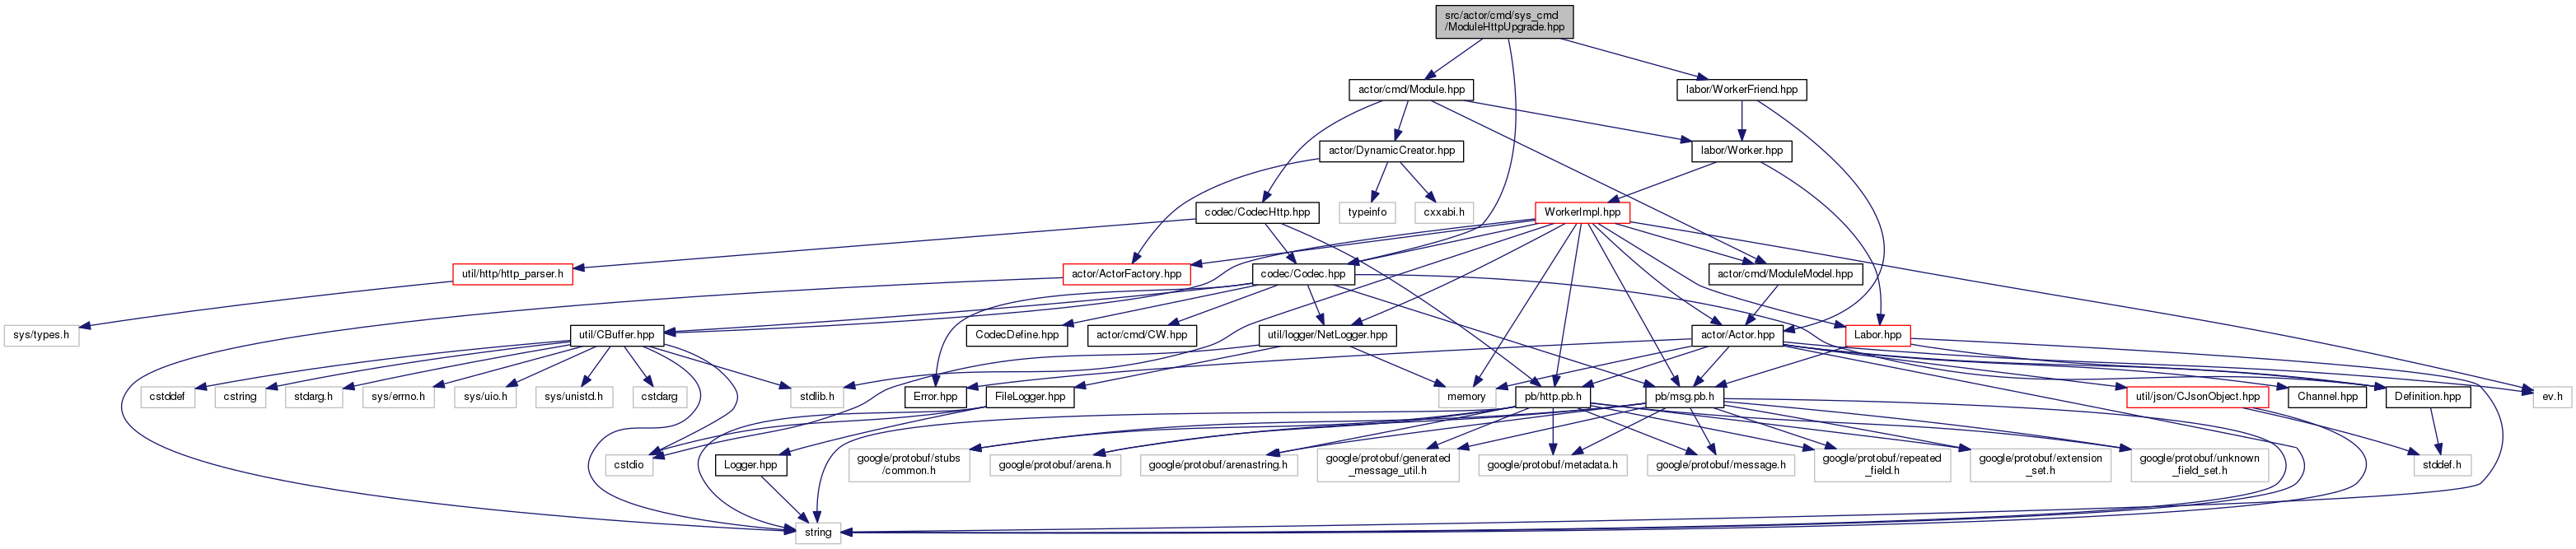 src/actor/cmd/sys_cmd
/ModuleHttpUpgrade.hpp
actor/cmd/Module.hpp
labor/WorkerFriend.hpp
actor/DynamicCreator.hpp
labor/Worker.hpp
codec/CodecHttp.hpp
typeinfo
cxxabi.h
WorkerImpl.hpp
util/http/http_parser.h
actor/ActorFactory.hpp
codec/Codec.hpp
actor/cmd/ModuleModel.hpp
sys/types.h
util/CBuffer.hpp
CodecDefine.hpp
actor/cmd/CW.hpp
util/logger/NetLogger.hpp
actor/Actor.hpp
Labor.hpp
cstddef
cstring
stdarg.h
sys/errno.h
sys/uio.h
sys/unistd.h
cstdarg
stdlib.h
Error.hpp
FileLogger.hpp
memory
pb/http.pb.h
pb/msg.pb.h
util/json/CJsonObject.hpp
Channel.hpp
Definition.hpp
ev.h
cstdio
Logger.hpp
google/protobuf/stubs
/common.h
google/protobuf/arena.h
google/protobuf/arenastring.h
google/protobuf/generated
_message_util.h
google/protobuf/metadata.h
google/protobuf/message.h
google/protobuf/repeated
_field.h
google/protobuf/extension
_set.h
google/protobuf/unknown
_field_set.h
stddef.h
string